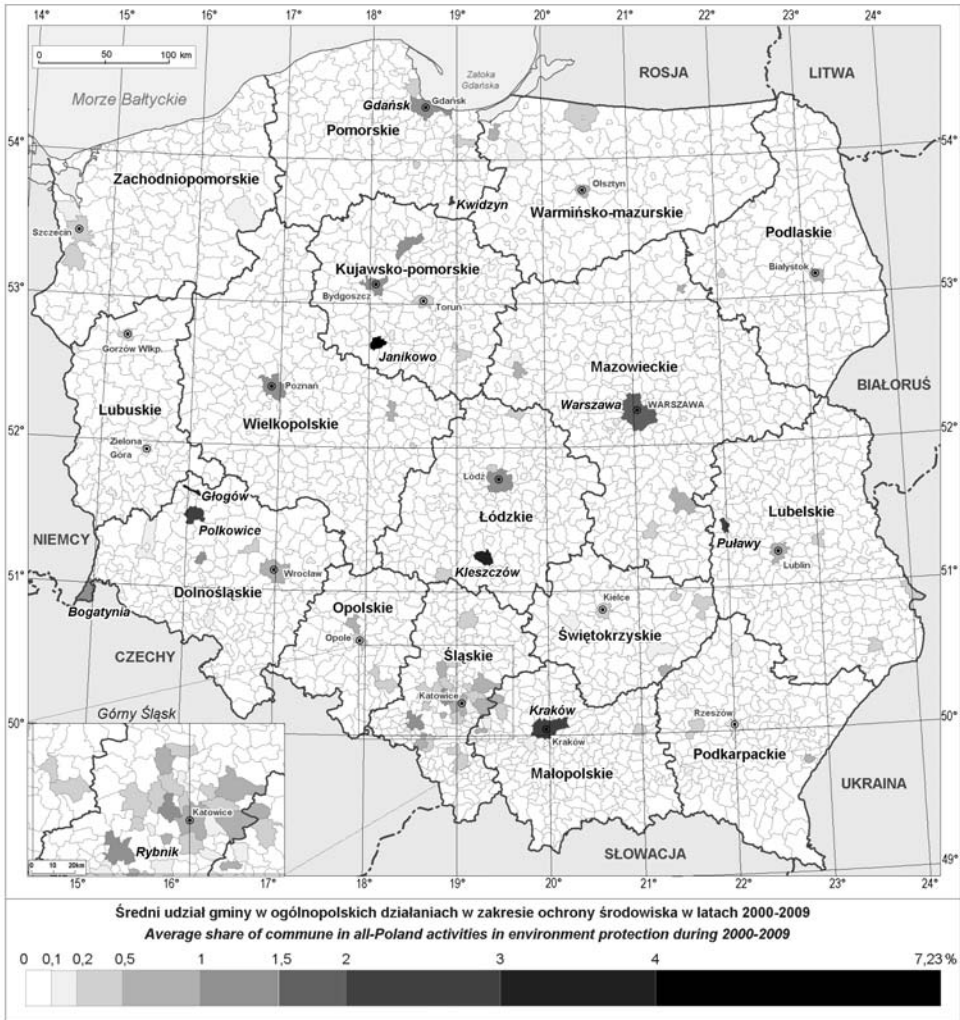 14° 15° 16° 17° 18° 19° 20° 21° 22° 23° 24°
0 50 100 km
Zatoka
Gdańska
ROSJA
LITWA
Morze Bałtyckie
Gdańsk
Gdańsk
Pomorskie
54°
54°
Zachodniopomorskie
Olsztyn
Kwidzyn
Warmińsko-mazurskie
Szczecin
Podlaskie
Kujawsko-pomorskie
Białystok
53°
53°
Bydgoszcz
Toruń
Gorzów Wlkp.
Janikowo
Mazowieckie
BIAŁORUŚ
Poznań
Lubuskie
Warszawa
WARSZAWA
Wielkopolskie
52°
52°
Zielona
Góra
Łódź
Głogów
Łódzkie
Lubelskie
Polkowice
NIEMCY
Puławy
Kleszczów
Lublin
51°
51°
Wrocław
Dolnośląskie
Bogatynia
Opolskie
Kielce
Opole
Świętokrzyskie
CZECHY
Śląskie
Katowice
Kraków
Rzeszów
50°
50°
Górny Śląsk
Kraków
Podkarpackie
Małopolskie
UKRAINA
Katowice
Rybnik
SŁOWACJA
0 10 20km
49°
15° 16° 17° 18° 19° 20° 21° 22° 23° 24°
Średni udział gminy w ogólnopolskich działaniach w zakresie ochrony środowiska w latach 2000-2009
Average share of commune in all-Poland activities in environment protection during 2000-2009
0 0,1 0,2 0,5 1 1,5 2 3 4 7,23 %